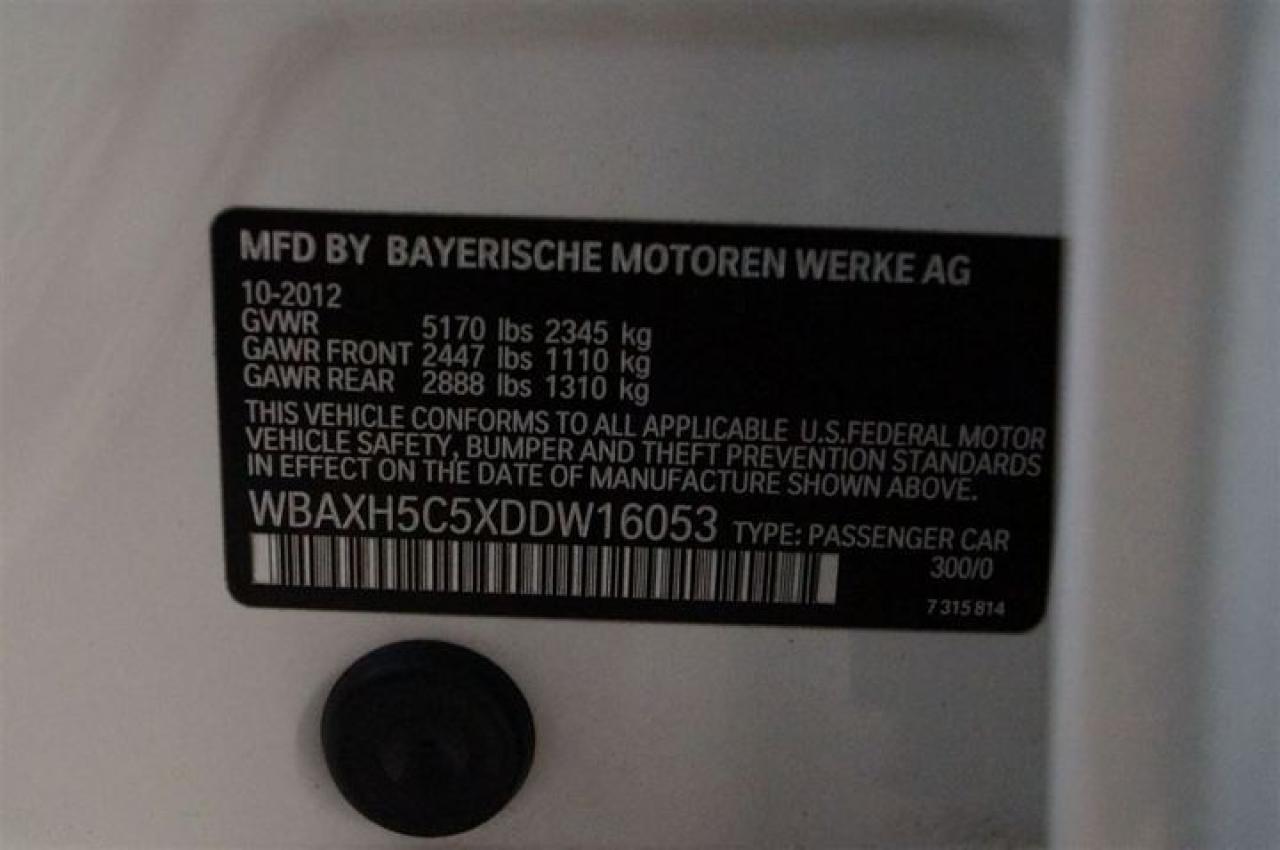 MFD BY BAYERISCHE MOTOREN WERKE AG
10-2012
GVWR 5170 lbs 2345 kg
GAWR FRONT 2447 lbs 1110 kg
GAWR REAR 2888 lbs 1310 kg
THIS VEHICLE CONFORMS TO ALL APPLICABLE U.S.FEDERAL MOTOR
VEHICLE SAFETY, BUMPER AND THEFT PREVENTION STANDARDS
IN EFFECT ON THE DATE OF MANUFACTURE SHOWN ABOVE.
WBAXH5C5XDDW16053 TYPE: PASSENGER CAR
300/0
7 315 814